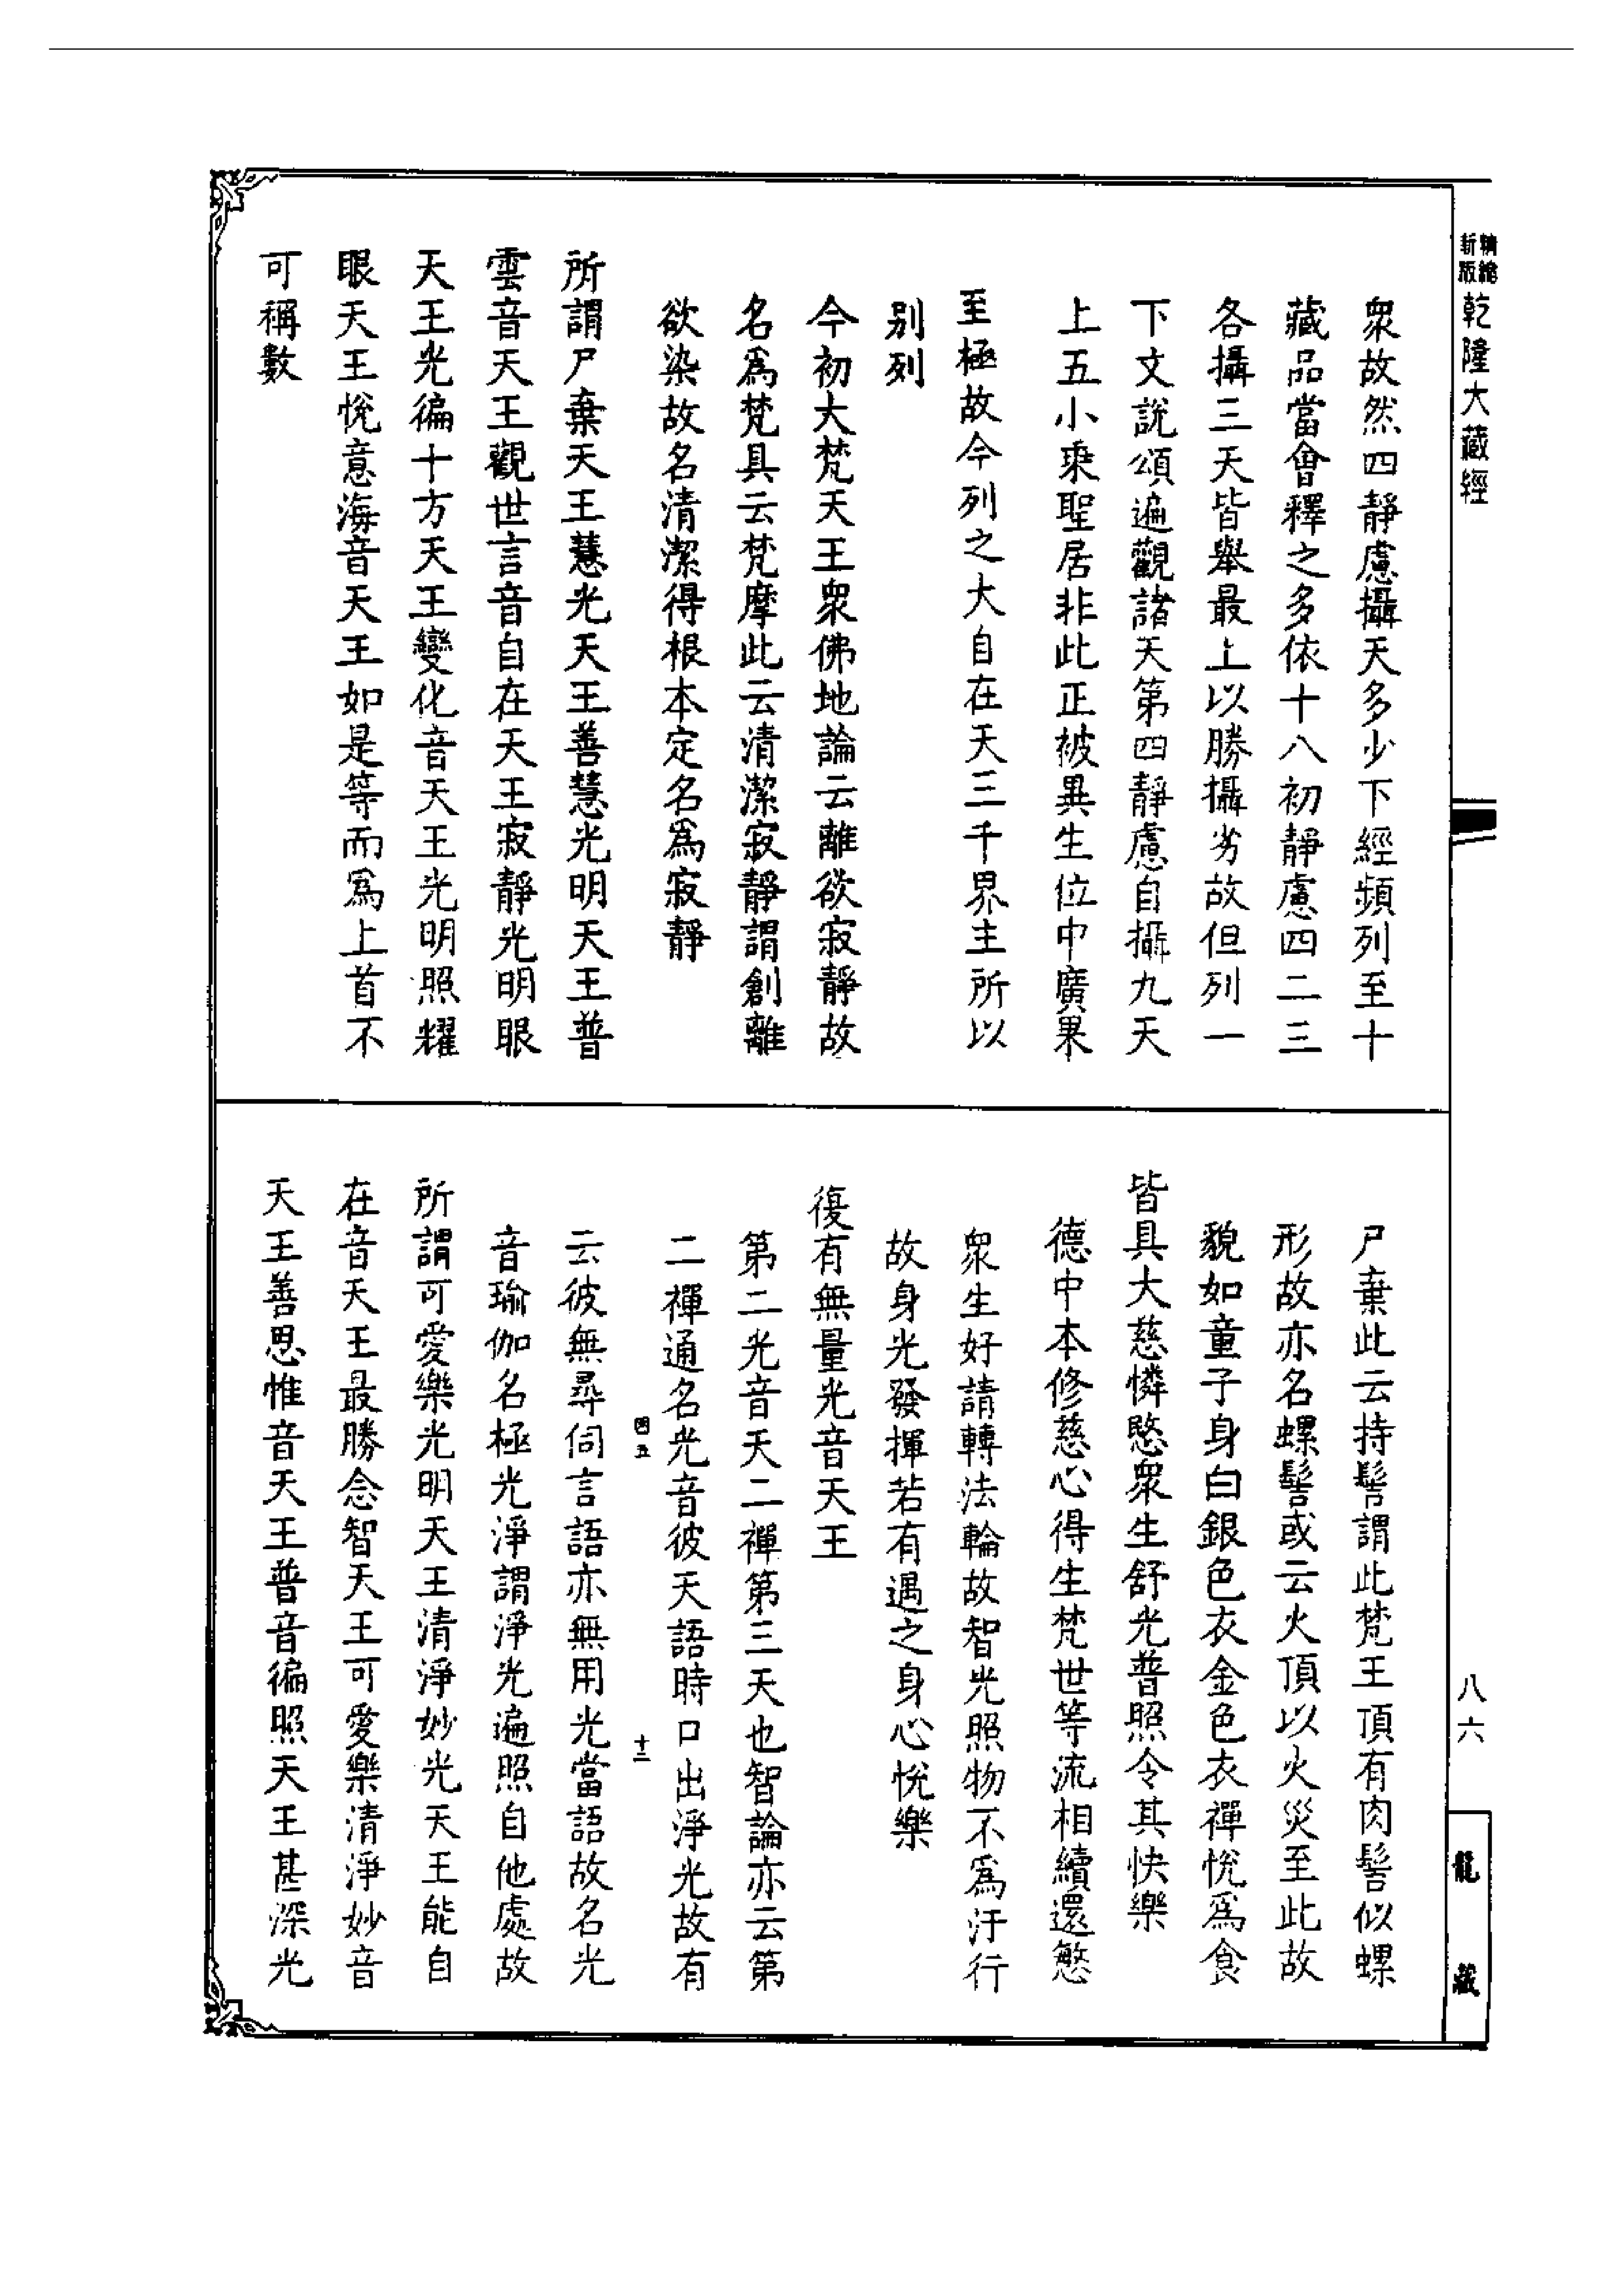 新版
精縮
乾隆大藏經
衆故然四靜慮攝天多少下經頻列至十
藏品當會釋之多依十八初靜慮四二三
各攝三天皆舉最上以勝攝劣故但列一
下文說頌遍觀諸天第四靜慮自攝九天
上五小乘聖居非此正被異生位中廣果
至極故今列之大自在天三千界主所以
别列
今初大梵天王衆佛地論云離欲寂靜故
名爲梵具云梵摩此云清潔寂靜謂創離
欲染故名清潔得根本定名爲寂靜
所謂尸棄天王慧光天王善慧光明天王普
雲音天王觀世言音自在天王寂靜光明眼
天王光徧十方天王變化音天王光明照耀
眼天王悅意海音天王如是等而爲上首不
可稱數
尸棄此云持髻謂此梵王頂有肉髻似螺
形故亦名螺髻或云火頂以火災至此故
貌如童子身白銀色衣金色衣禪悅爲食
皆具大慈憐愍衆生舒光普照令其快樂
德中本修慈心得生梵世等流相續還愍
衆生好請轉法輪故智光照物不爲汙行
故身光發揮若有遇之身心悅樂
復有無量光音天王
第二光音天二禪第三天也智論亦云第
二禪通名光音彼天語時口出淨光故有
十二
云彼無尋伺言語亦無用光當語故名光
音瑜伽名極光淨謂淨光遍照自他處故
所謂可愛樂光明天王清淨妙光天王能自
在音天王最勝念智天王可愛樂清淨妙音
天王善思惟音天王普音徧照天王甚深光
八六
龍藏